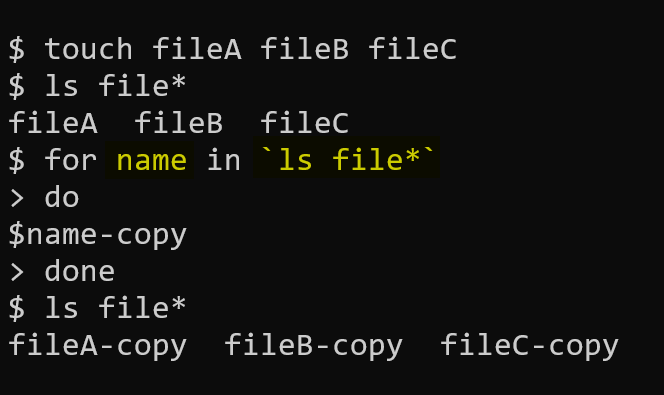 $ touch fileA fileB fileC
$ ls file*
fileA  fileB  fileC
$ for name in `ls file*`
> do
$name-copy
> done
$ ls file*
fileA-copy  fileB-copy  fileC-copy